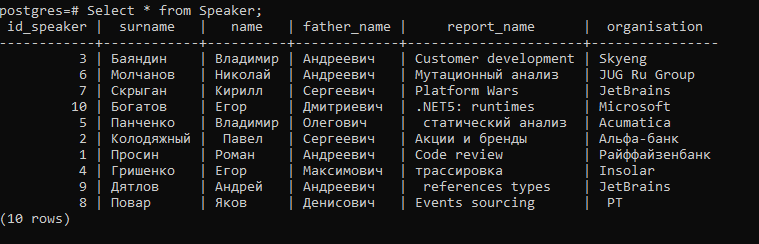 postgres=# Select * from Speaker;
 id_speaker |  surname   |   name   | father_name |     report_name      |  organisation
------------+------------+----------+-------------+----------------------+----------------
          3 | Баяндин    | Владимир | Андреевич   | Customer development | Skyeng
          6 | Молчанов   | Николай  | Андреевич   | Мутационный анализ   | JUG Ru Group
          7 | Скрыган    | Кирилл   | Сергеевич   | Platform Wars        | JetBrains
         10 | Богатов    | Егор     | Дмитриевич  | .NET5: runtimes      | Microsoft
          5 | Панченко   | Владимир | Олегович    |  статический анализ  | Acumatica
          2 | Колодяжный |  Павел   | Сергеевич   | Акции и бренды       | Альфа-банк
          1 | Просин     | Роман    | Андреевич   | Code review          | Райффайзенбанк
          4 | Гришенко   | Егор     | Максимович  | трассировка          | Insolar
          9 | Дятлов     | Андрей   | Андреевич   |  references types    | JetBrains
          8 | Повар      | Яков     | Денисович   | Events sourcing      |  PT
(10 rows)